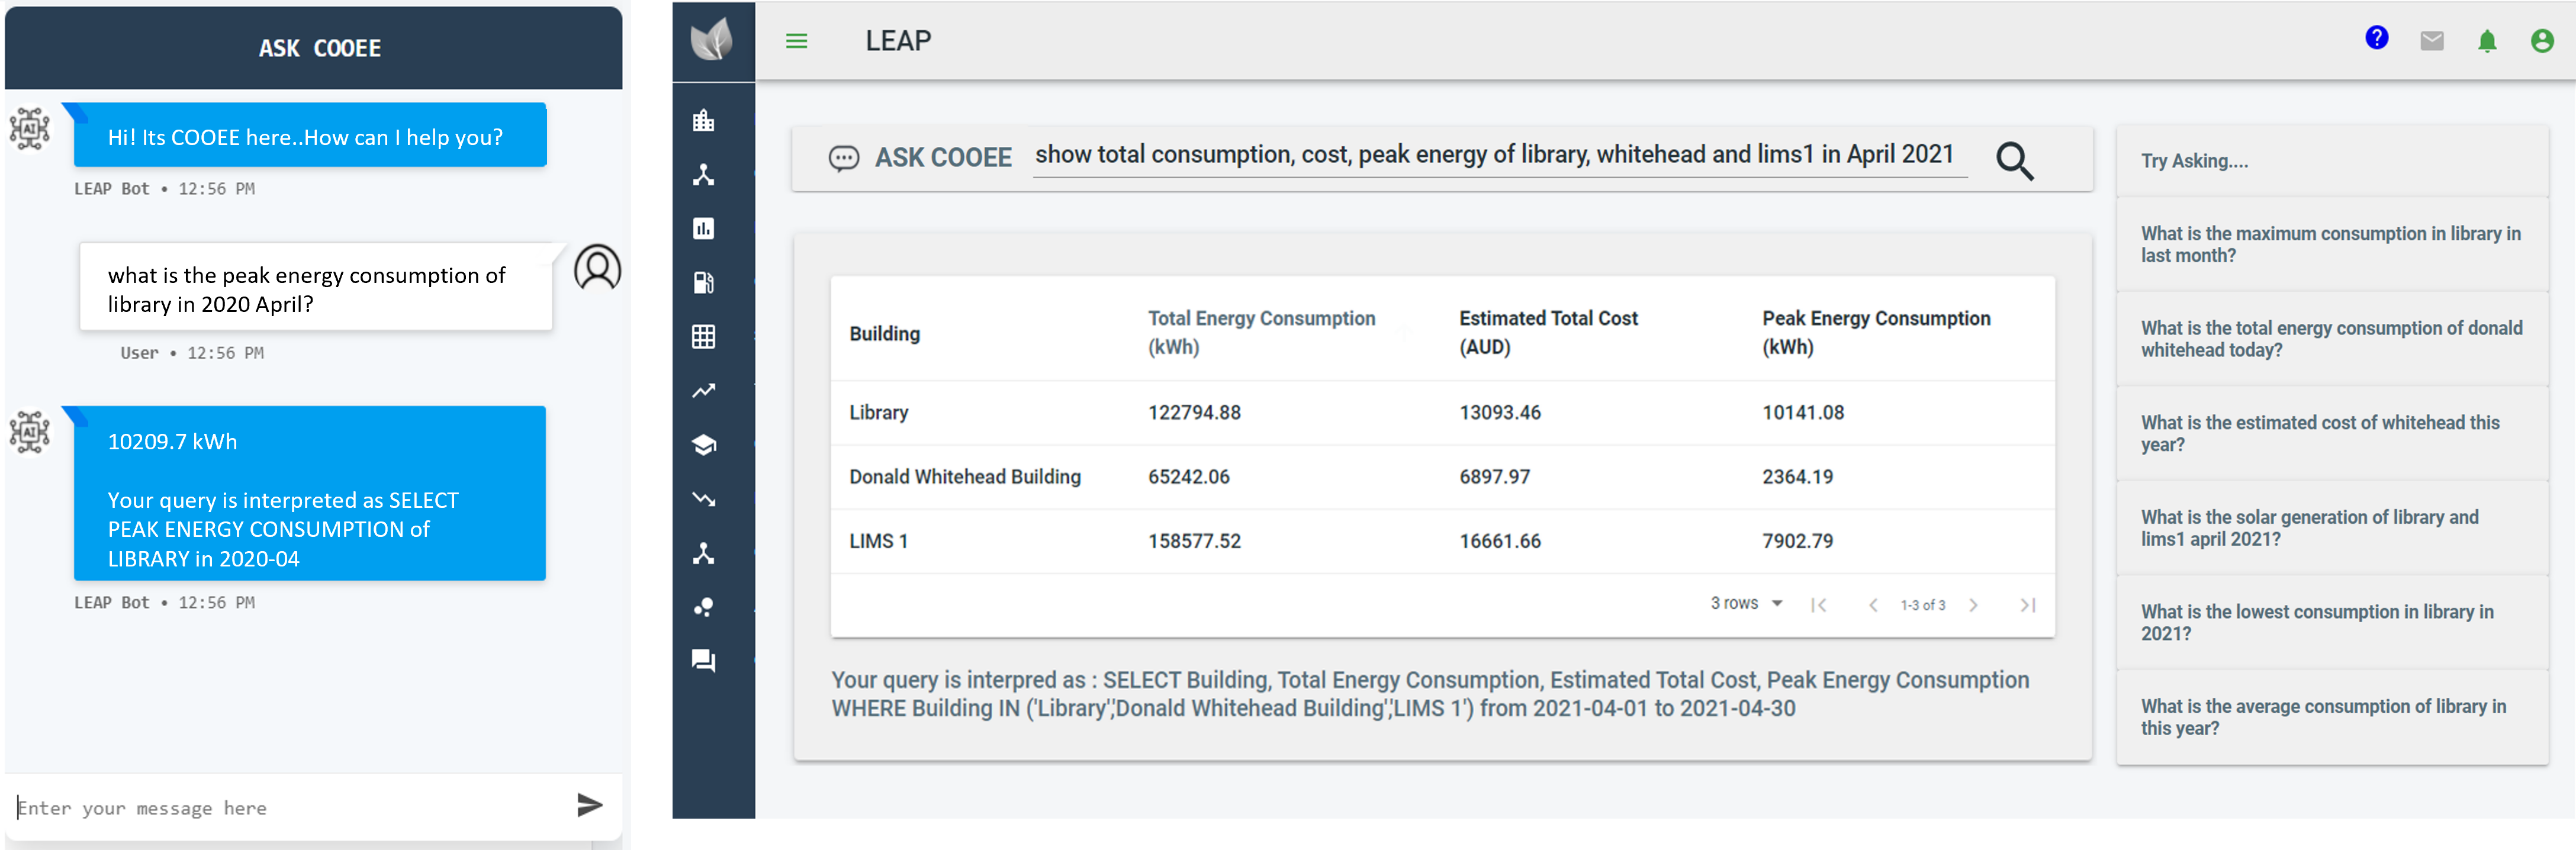 ASK COOEE
Hi! Its COOEE here..How can I help you?
LEAP Bot • 12:56 PM
what is the peak energy consumption of
library in 2020 April?
User • 12:56 PM
10209.7 kWh
Your query is interpreted as SELECT
PEAK ENERGY CONSUMPTION of
LIBRARY in 2020-04
LEAP Bot • 12:56 PM
Enter your message here
LEAP
ASK COOEE show total consumption, cost, peak energy of library, whitehead and lims1 in April 2021
Building Total Energy Consumption (kWh) Estimated Total Cost (AUD) Peak Energy Consumption (kWh)
Library 122794.88 13093.46 10141.08
Donald Whitehead Building 65242.06 6897.97 2364.19
LIMS 1 158577.52 16661.66 7902.79
3 rows 1-3 of 3
Your query is interpred as : SELECT Building, Total Energy Consumption, Estimated Total Cost, Peak Energy Consumption
WHERE Building IN ('Library','Donald Whitehead Building','LIMS 1') from 2021-04-01 to 2021-04-30
Try Asking....
What is the maximum consumption in library in
last month?
What is the total energy consumption of donald
whitehead today?
What is the estimated cost of whitehead this
year?
What is the solar generation of library and
lims1 april 2021?
What is the lowest consumption in library in
2021?
What is the average consumption of library in
this year?
AI
AI
?